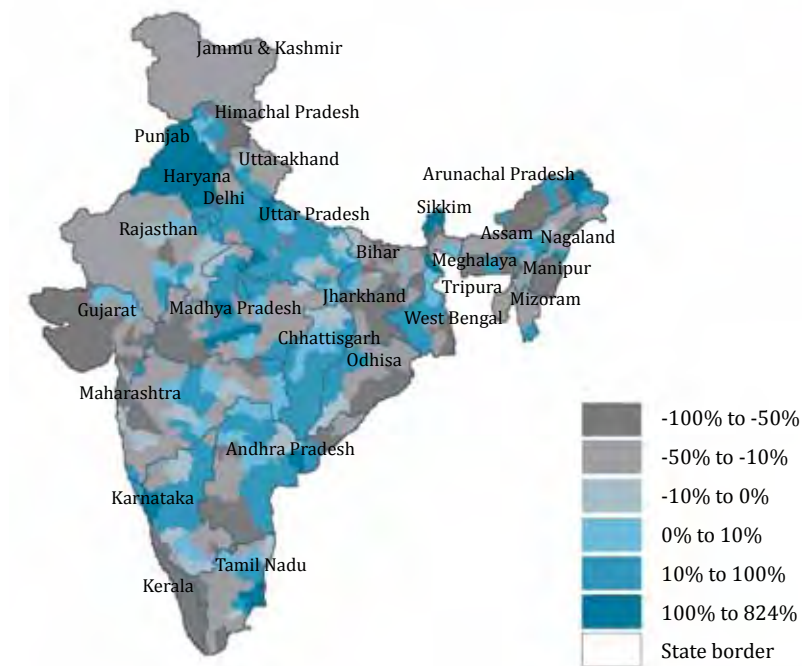 Jammu & Kashmir
Himachal Pradesh
Punjab
Uttarakhand
Haryana
Delhi
Arunachal Pradesh
Uttar Pradesh
Sikkim
Rajasthan
Assam
Nagaland
Bihar
Meghalaya
Manipur
Tripura
Jharkhand
Mizoram
Gujarat
Madhya Pradesh
West Bengal
Chhattisgarh
Odhisa
Maharashtra
Andhra Pradesh
Karnataka
Tamil Nadu
Kerala
-100% to -50%
-50% to -10%
-10% to 0%
0% to 10%
10% to 100%
100% to 824%
State border